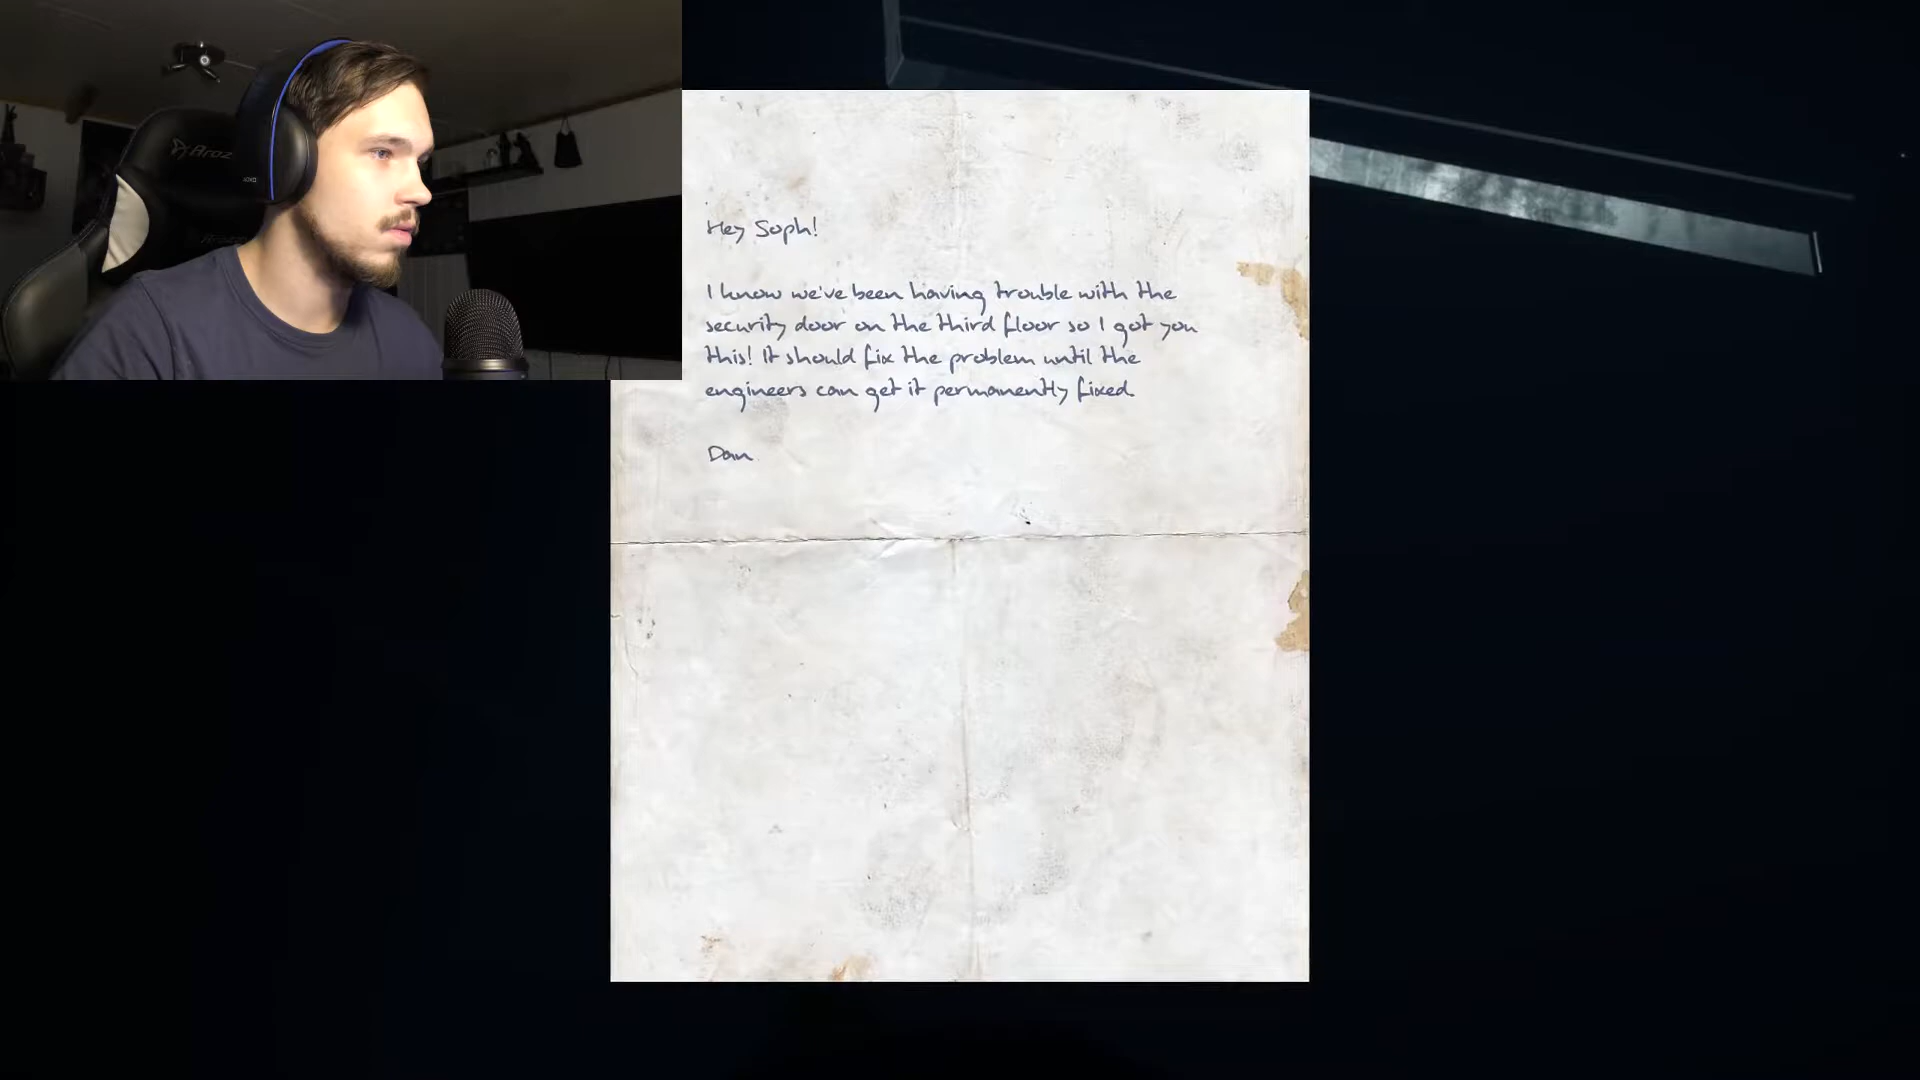 Aroz
Hey Soph!
I know we've been having trouble with the
security door on the third floor so I got you
this! It should fix the problem until the
engineers can get it permanently fixed.
Dan